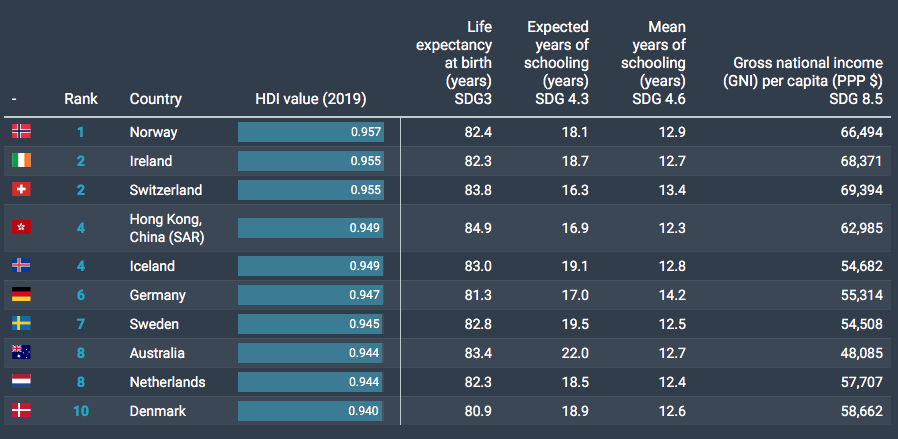 - Rank Country HDI value (2019) Life expectancy at birth (years) SDG3 Expected years of schooling (years) SDG 4.3 Mean years of schooling (years) SDG 4.6 Gross national income (GNI) per capita (PPP $) SDG 8.5
1 Norway 0.957 82.4 18.1 12.9 66,494
2 Ireland 0.955 82.3 18.7 12.7 68,371
2 Switzerland 0.955 83.8 16.3 13.4 69,394
4 Hong Kong, China (SAR) 0.949 84.9 16.9 12.3 62,985
4 Iceland 0.949 83.0 19.1 12.8 54,682
6 Germany 0.947 81.3 17.0 14.2 55,314
7 Sweden 0.945 82.8 19.5 12.5 54,508
8 Australia 0.944 83.4 22.0 12.7 48,085
8 Netherlands 0.944 82.3 18.5 12.4 57,707
10 Denmark 0.940 80.9 18.9 12.6 58,662